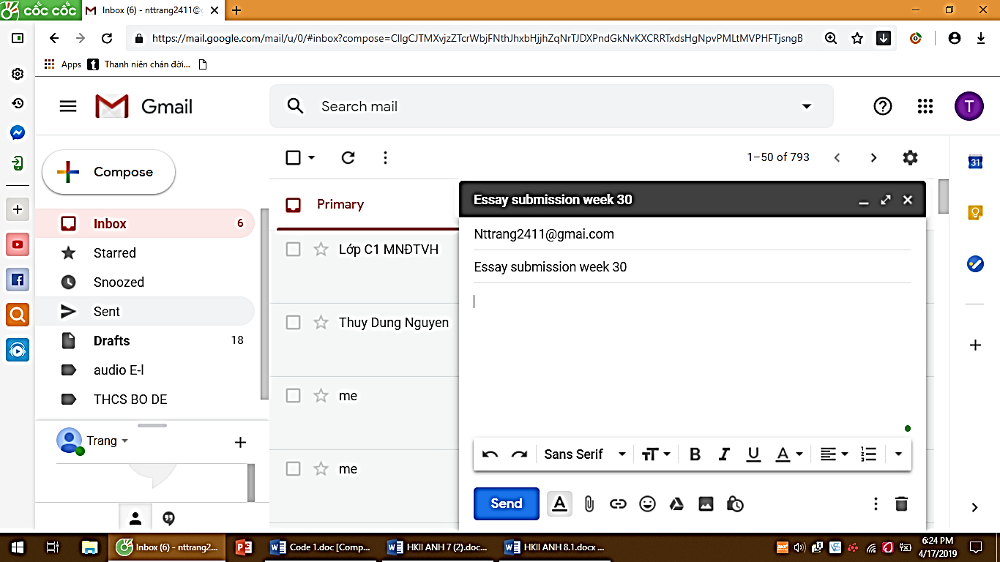 CỐC CỐC
Inbox (6) - nttrang2411@g
https://mail.google.com/mail/u/0/#inbox?compose=CllgCJTMXvjzZTcrWbjFNthJhxbHjjhZqNrTJDXPndGkNvKXCRRTxdsHgNpvPMLtMVPHFTjsngB
Apps
t
Thanh niên chán đời...
Gmail
Search mail
T
Compose
1–50 of 793
31
Primary
Essay submission week 30
Inbox 6
Nttrang2411@gmai.com
Lớp C1 MNĐTVH
Starred
Essay submission week 30
Snoozed
Sent
Thuy Dung Nguyen
Drafts 18
audio E-l
THCS BO DE
me
Trang
Sans Serif
me
Send
Inbox (6) - nttrang2...
Code 1.doc [Comp...
HKII ANH 7 (2).doc...
HKII ANH 8.1.docx ...
6:24 PM
4/17/2019